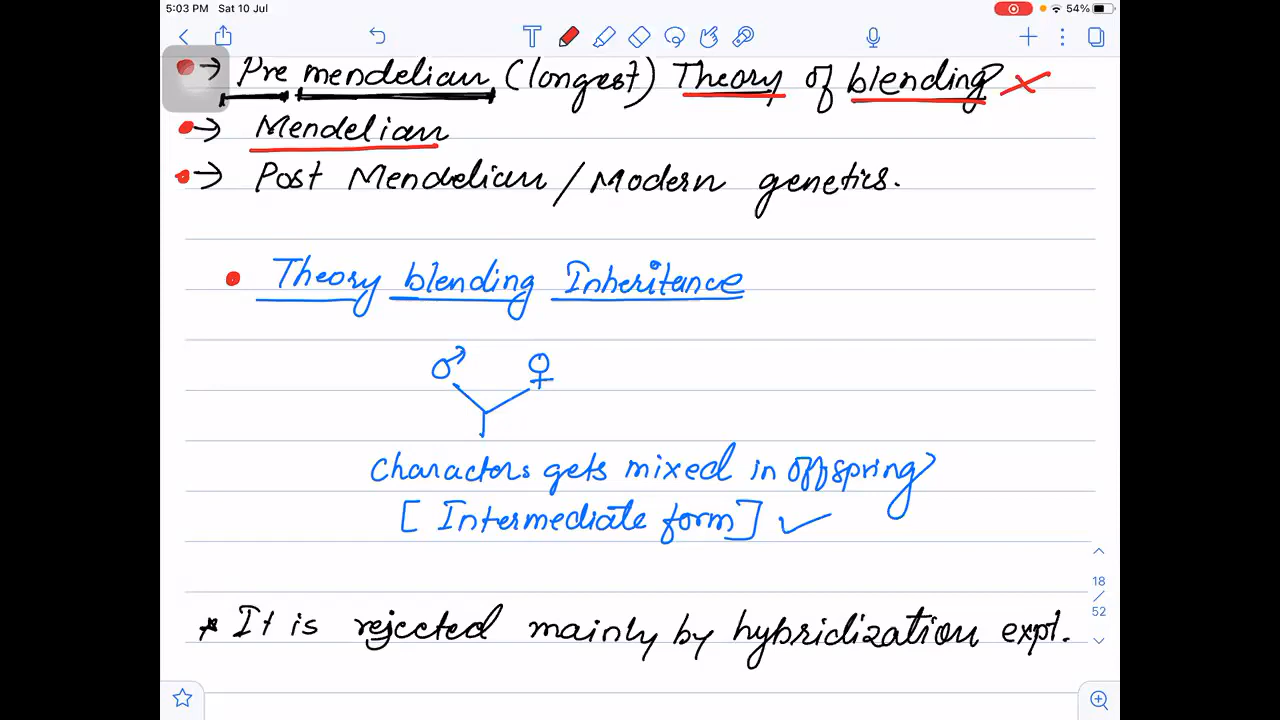 5:03 PM Sat 10 Jul 54%
→ Pre mendelian (longest) Theory of blending ×
→ Mendelian
→ Post Mendelian / Modern genetics.
• Theory blending Inheritance
♂ ♀
Charactors gets mixed in offspring
[ Intermediate form ] ✓
18
/
52
* It is rejected mainly by hybridization expt.